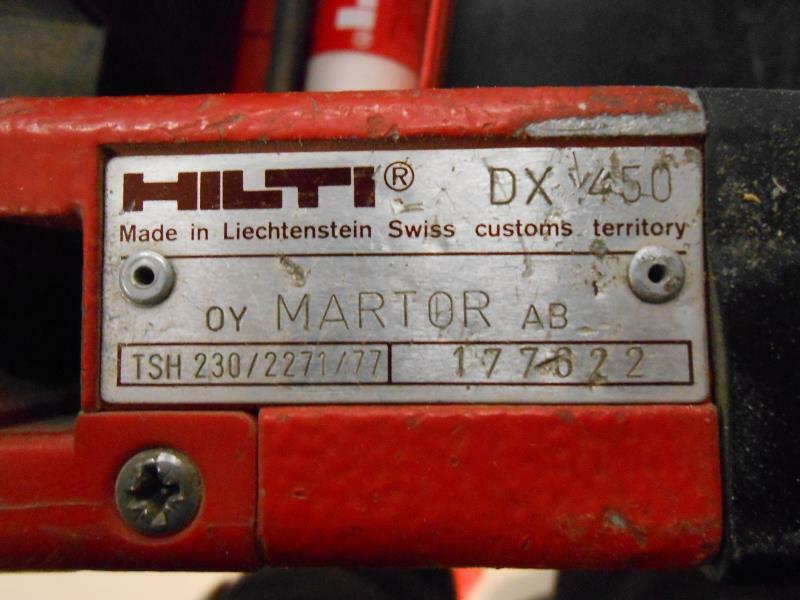 HILTI® DX 450
Made in Liechtenstein Swiss customs territory
OY MARTOR AB
TSH 230/2271/77 177622